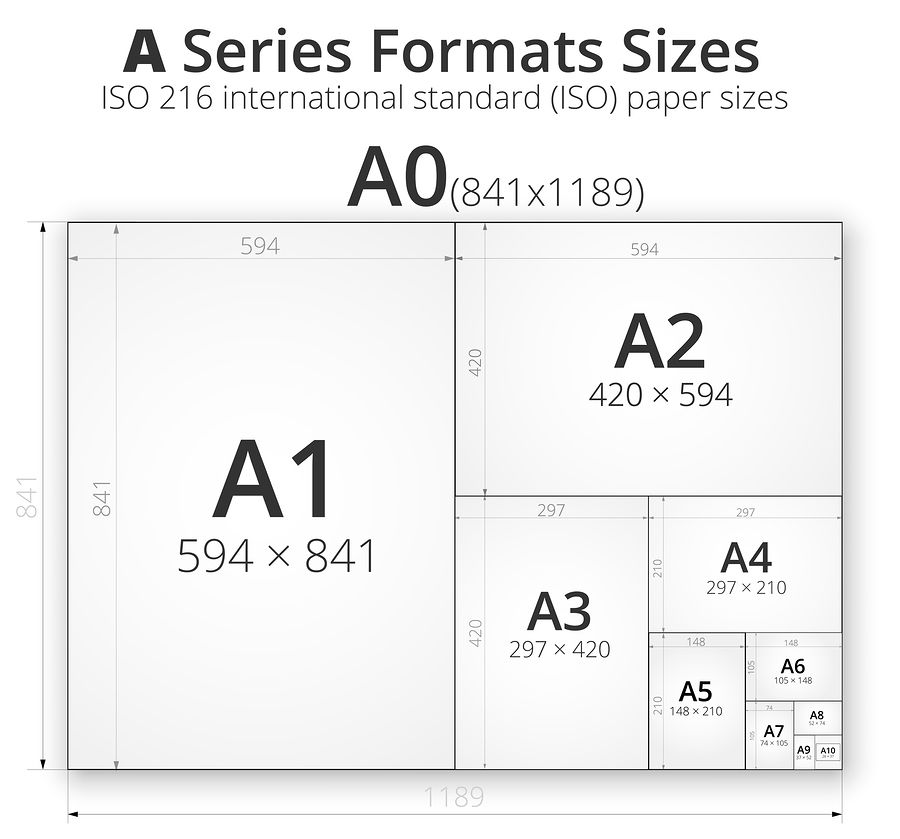 A Series Formats Sizes
ISO 216 international standard (ISO) paper sizes
A0(841x1189)
594
594
A2
420 × 594
420
841
841
A1
594 × 841
297
297
A3
297 × 420
420
A4
297 × 210
210
148
A5
148 × 210
210
148
A6
105 × 148
105
74
A7
74 × 105
105
A8
52 × 74
A9
37 × 52
A10
1189